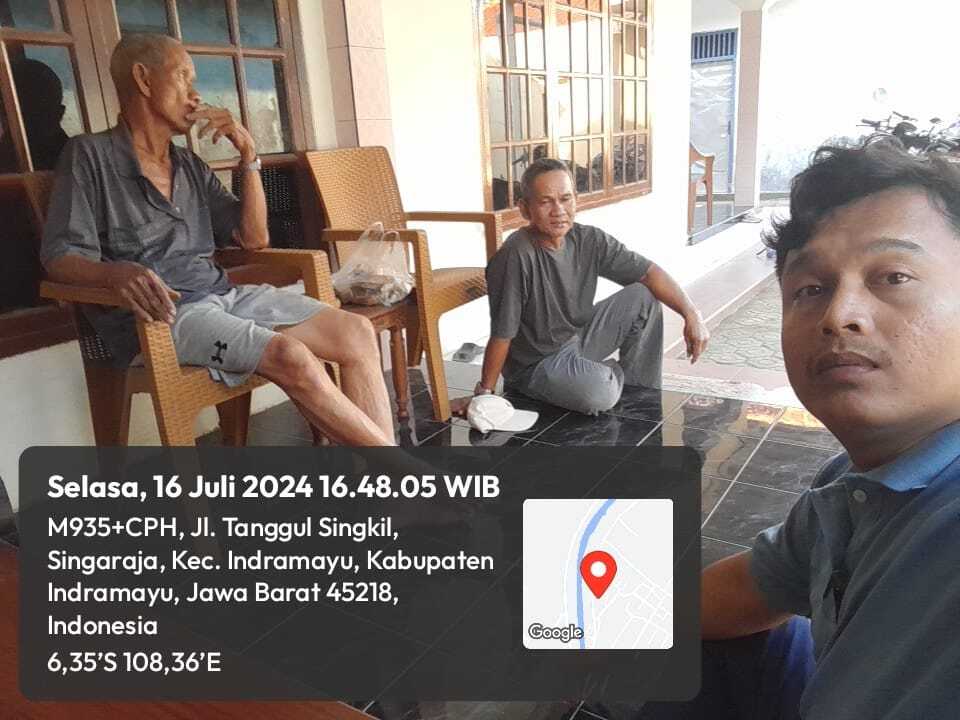 Selasa, 16 Juli 2024 16.48.05 WIB
M935+CPH, Jl. Tanggul Singkil,
Singaraja, Kec. Indramayu, Kabupaten
Indramayu, Jawa Barat 45218,
Indonesia
6,35’S 108,36’E
Google